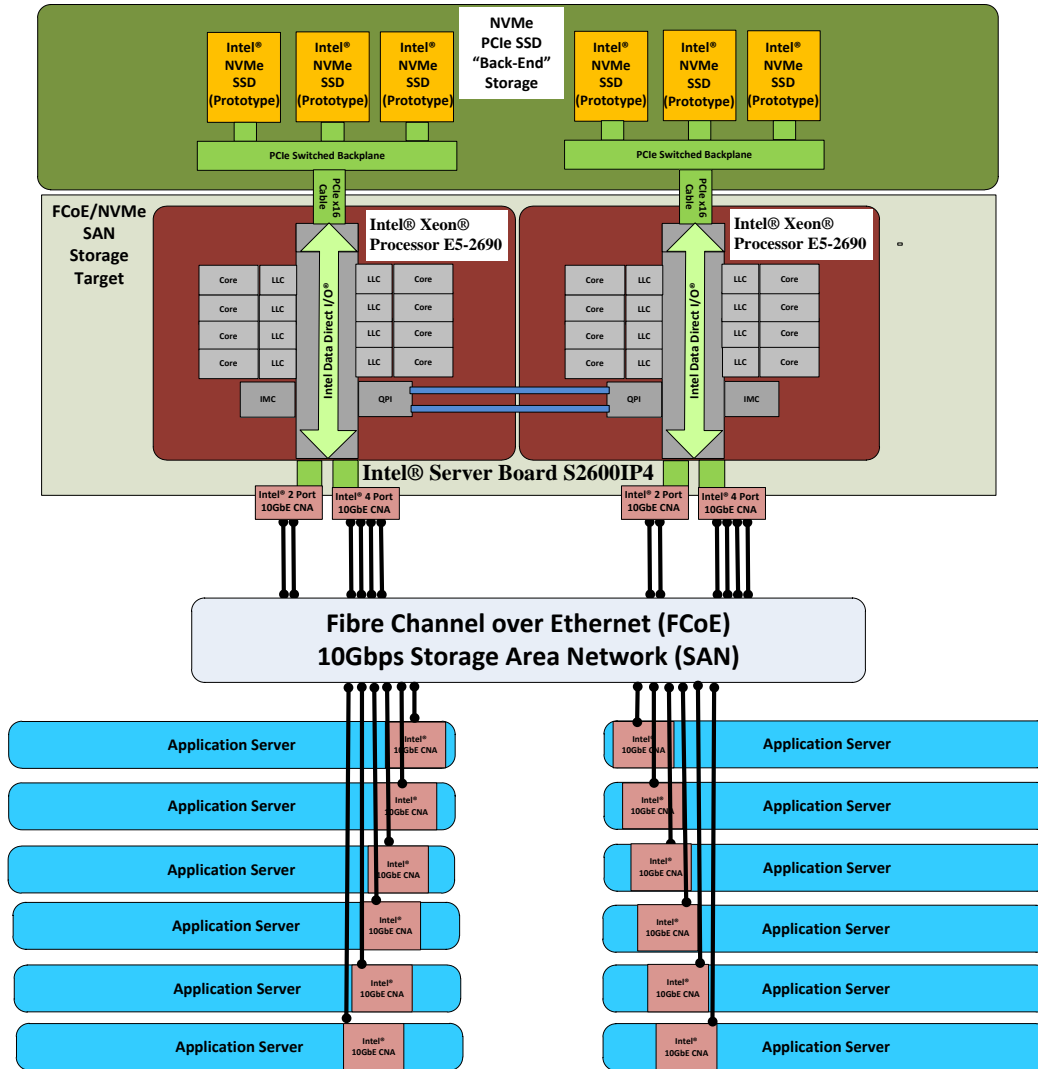 NVMe
PCIe SSD
“Back-End”
Storage
Intel®
NVMe
SSD
(Prototype)
Intel®
NVMe
SSD
(Prototype)
Intel®
NVMe
SSD
(Prototype)
Intel®
NVMe
SSD
(Prototype)
Intel®
NVMe
SSD
(Prototype)
Intel®
NVMe
SSD
(Prototype)
PCIe Switched Backplane
PCIe Switched Backplane
PCIe x16
Cable
PCIe x16
Cable
FCoE/NVMe
SAN
Storage
Target
Intel® Xeon®
Processor E5-2690
Intel® Xeon®
Processor E5-2690
Core LLC LLC Core
Core LLC LLC Core
Core LLC LLC Core
Core LLC LLC Core
IMC QPI
Intel Data Direct I/O®
Core LLC LLC Core
Core LLC LLC Core
Core LLC LLC Core
Core LLC LLC Core
QPI IMC
Intel Data Direct I/O®
Intel® Server Board S2600IP4
Intel® 2 Port
10GbE CNA
Intel® 4 Port
10GbE CNA
Intel® 2 Port
10GbE CNA
Intel® 4 Port
10GbE CNA
Fibre Channel over Ethernet (FCoE)
10Gbps Storage Area Network (SAN)
Application Server
Intel®
10GbE CNA
Application Server
Intel®
10GbE CNA
Application Server
Intel®
10GbE CNA
Application Server
Intel®
10GbE CNA
Application Server
Intel®
10GbE CNA
Application Server
Intel®
10GbE CNA
Intel®
10GbE CNA
Application Server
Intel®
10GbE CNA
Application Server
Intel®
10GbE CNA
Application Server
Intel®
10GbE CNA
Application Server
Intel®
10GbE CNA
Application Server
Intel®
10GbE CNA
Application Server